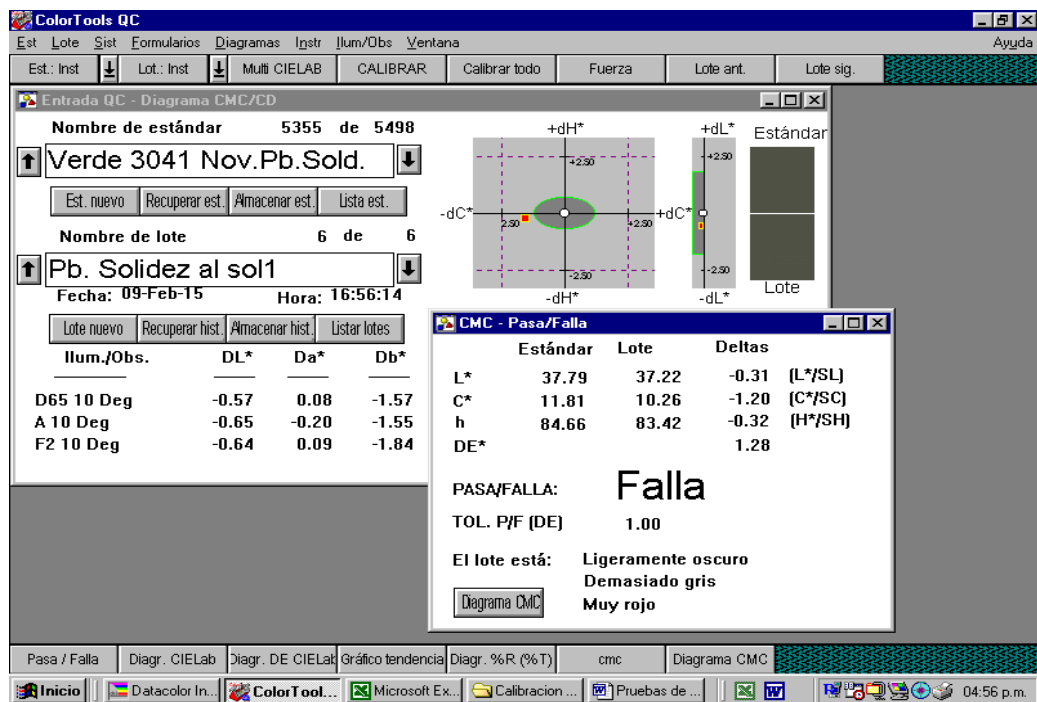 ColorTools QC
Est Lote Sist Formularios Diagramas Instr Ilum/Obs Ventana Ayuda
Est.: Inst Lot.: Inst Multi CIELAB CALIBRAR Calibrar todo Fuerza Lote ant. Lote sig.
Entrada QC - Diagrama CMC/CD
Nombre de estándar 5355 de 5498
Verde 3041 Nov.Pb.Sold.
Est. nuevo Recuperar est. Almacenar est. Lista est.
Nombre de lote 6 de 6
Pb. Solidez al sol1
Fecha: 09-Feb-15 Hora: 16:56:14
Lote nuevo Recuperar hist. Almacenar hist. Listar lotes
Ilum./Obs. DL* Da* Db*
D65 10 Deg -0.57 0.08 -1.57
A 10 Deg -0.65 -0.20 -1.55
F2 10 Deg -0.64 0.09 -1.84
+dH*
+2.50
-dC* 2.50 +2.50 +dC*
-2.50
-dH*
+dL*
+2.50
-2.50
-dL*
Estándar
Lote
CMC - Pasa/Falla
Estándar Lote Deltas
L* 37.79 37.22 -0.31 (L*/SL)
C* 11.81 10.26 -1.20 (C*/SC)
h 84.66 83.42 -0.32 (H*/SH)
DE* 1.28
PASA/FALLA: Falla
TOL. P/F (DE) 1.00
El lote está: Ligeramente oscuro
Demasiado gris
Muy rojo
Diagrama CMC
Pasa / Falla Diagr. CIELab Diagr. DE CIELab Gráfico tendencia Diagr. %R (%T) cmc Diagrama CMC
Inicio Datacolor In... ColorTool... Microsoft Ex... Calibracion ... Pruebas de ... 04:56 p.m.